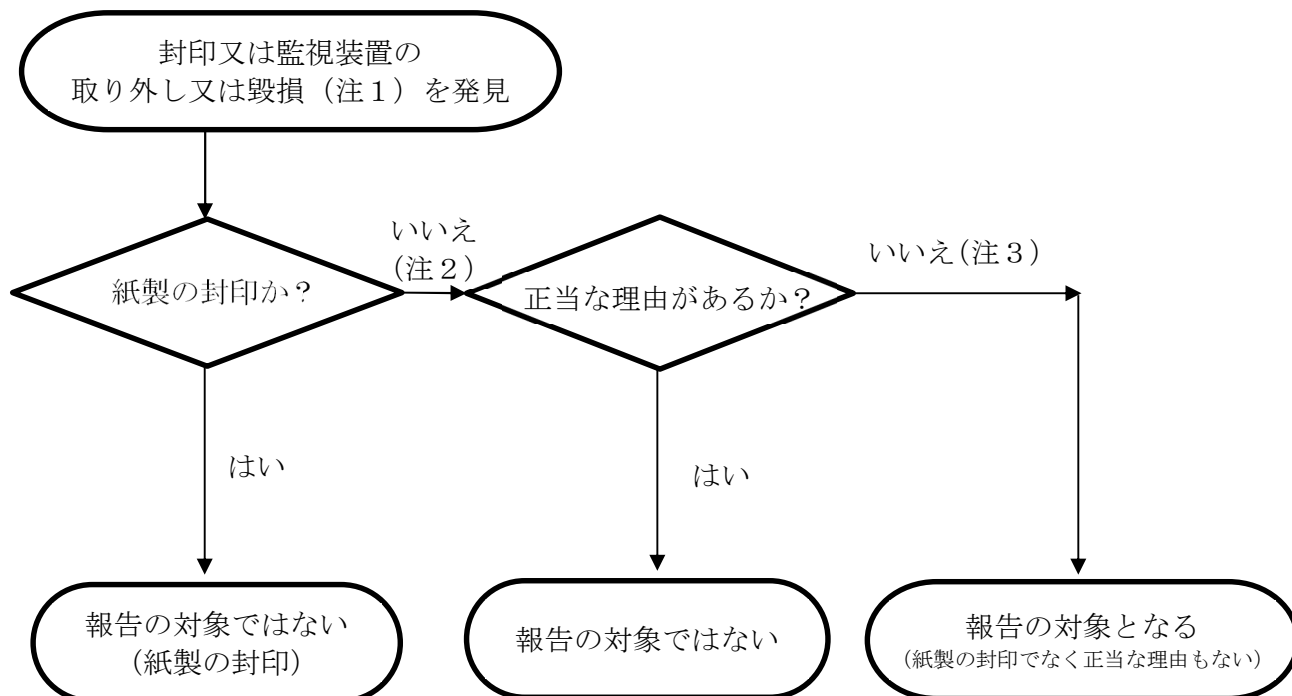 封印又は監視装置の
取り外し又は毀損（注１）を発見
紙製の封印か？
いいえ
(注２)
正当な理由があるか？
いいえ(注３)
はい
はい
報告の対象ではない
（紙製の封印）
報告の対象ではない
報告の対象となる
（紙製の封印でなく正当な理由もない）